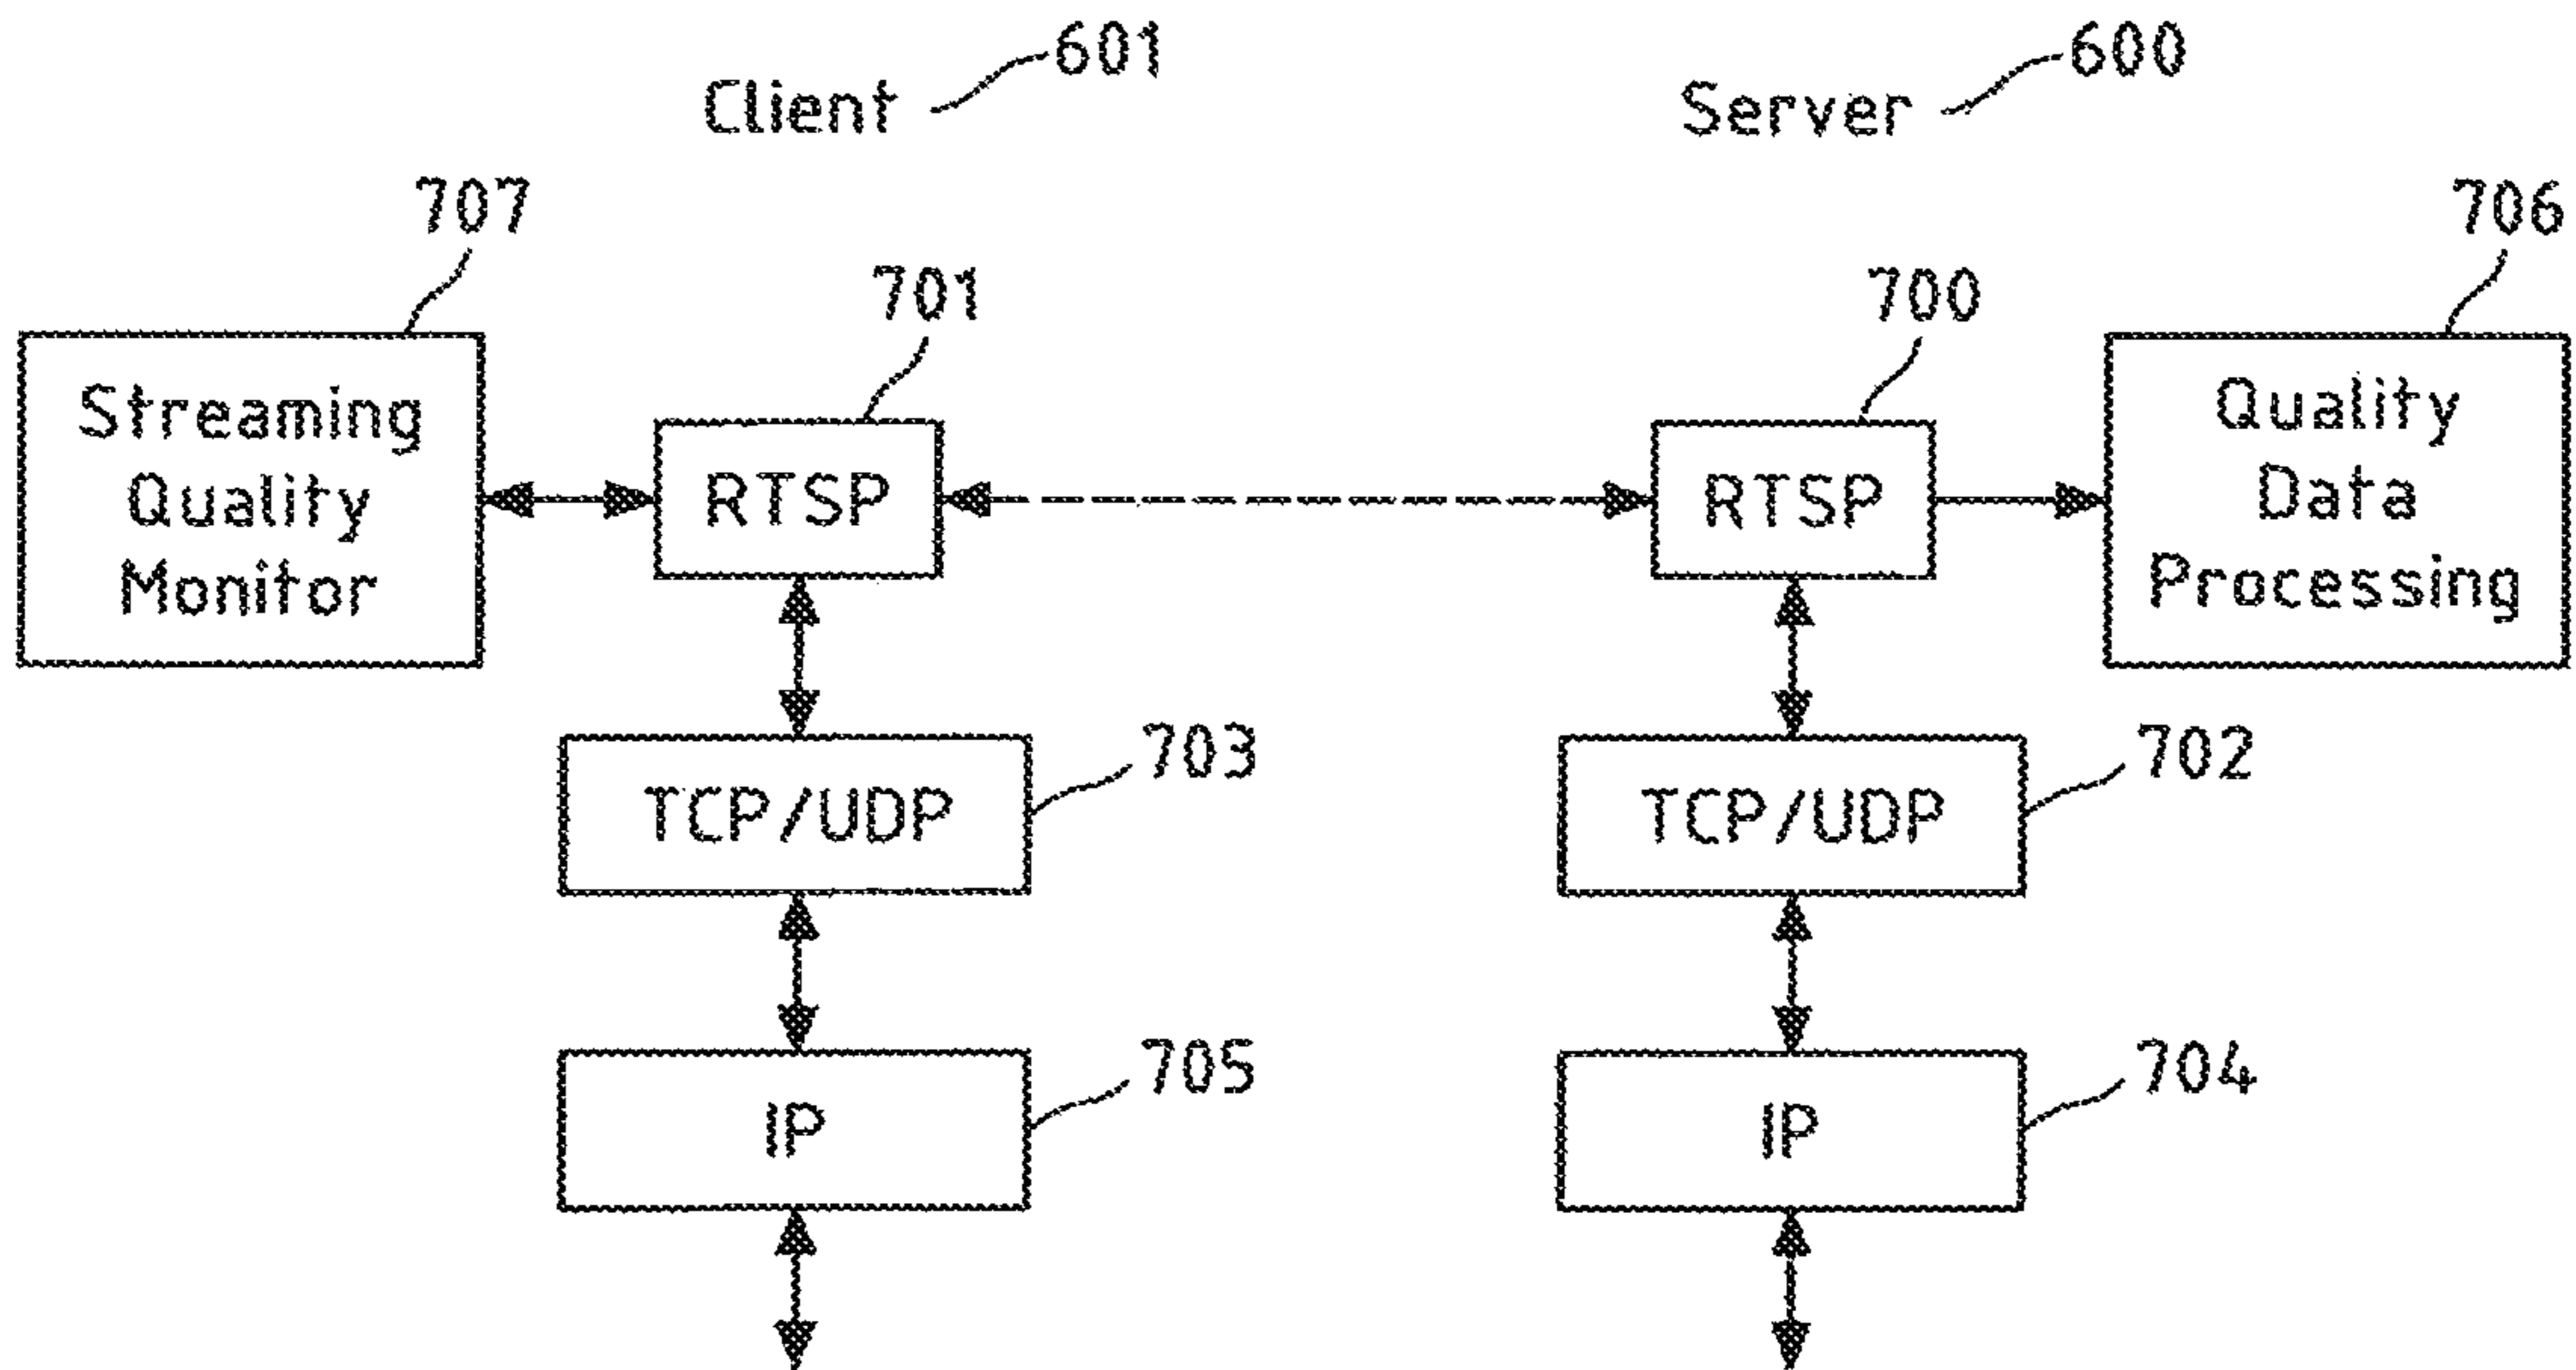 Client 601
Server 600
707
701
700
706
Streaming
Quality
Monitor
RTSP
RTSP
Quality
Data
Processing
TCP/UDP 703
TCP/UDP 702
IP 705
IP 704